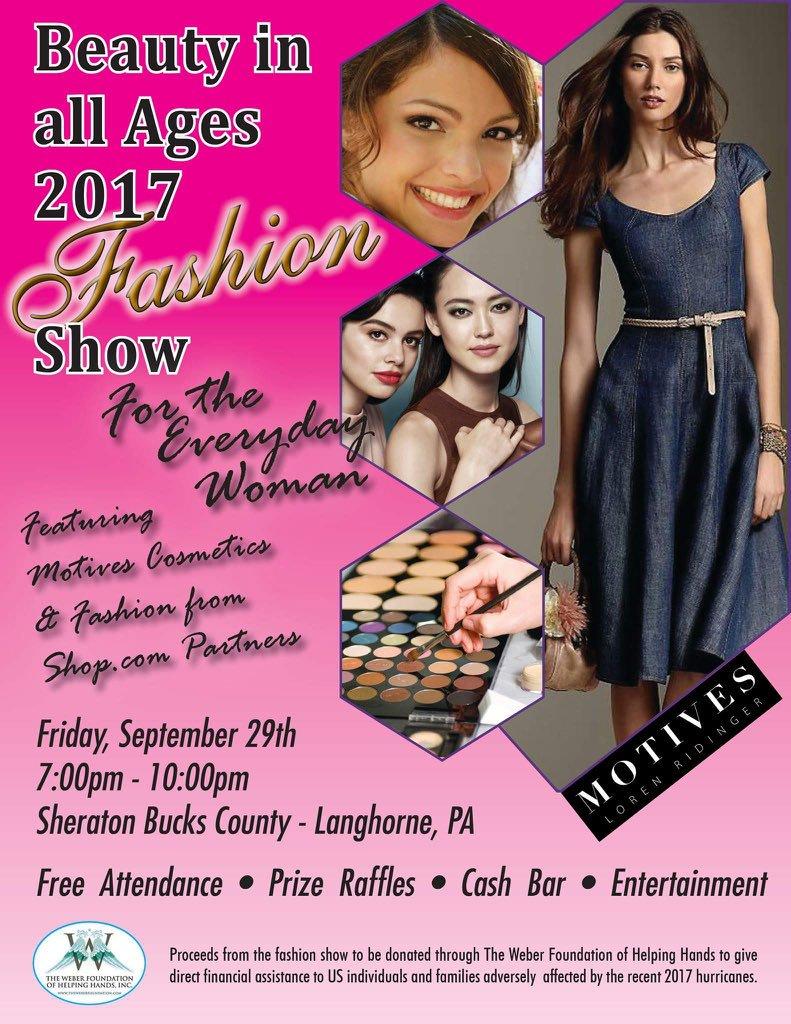 Beauty in
all Ages
2017
Fashion
Show
For the
Everyday
Woman
Featuring
Motives Cosmetics
& Fashion from
Shop.com Partners
MOTIVES
LOREN RIDINGER
Friday, September 29th
7:00pm - 10:00pm
Sheraton Bucks County - Langhorne, PA
Free Attendance • Prize Raffles • Cash Bar • Entertainment
W
THE WEBER FOUNDATION
OF HELPING HANDS, INC.
Proceeds from the fashion show to be donated through The Weber Foundation of Helping Hands to give
direct financial assistance to US individuals and families adversely affected by the recent 2017 hurricanes.